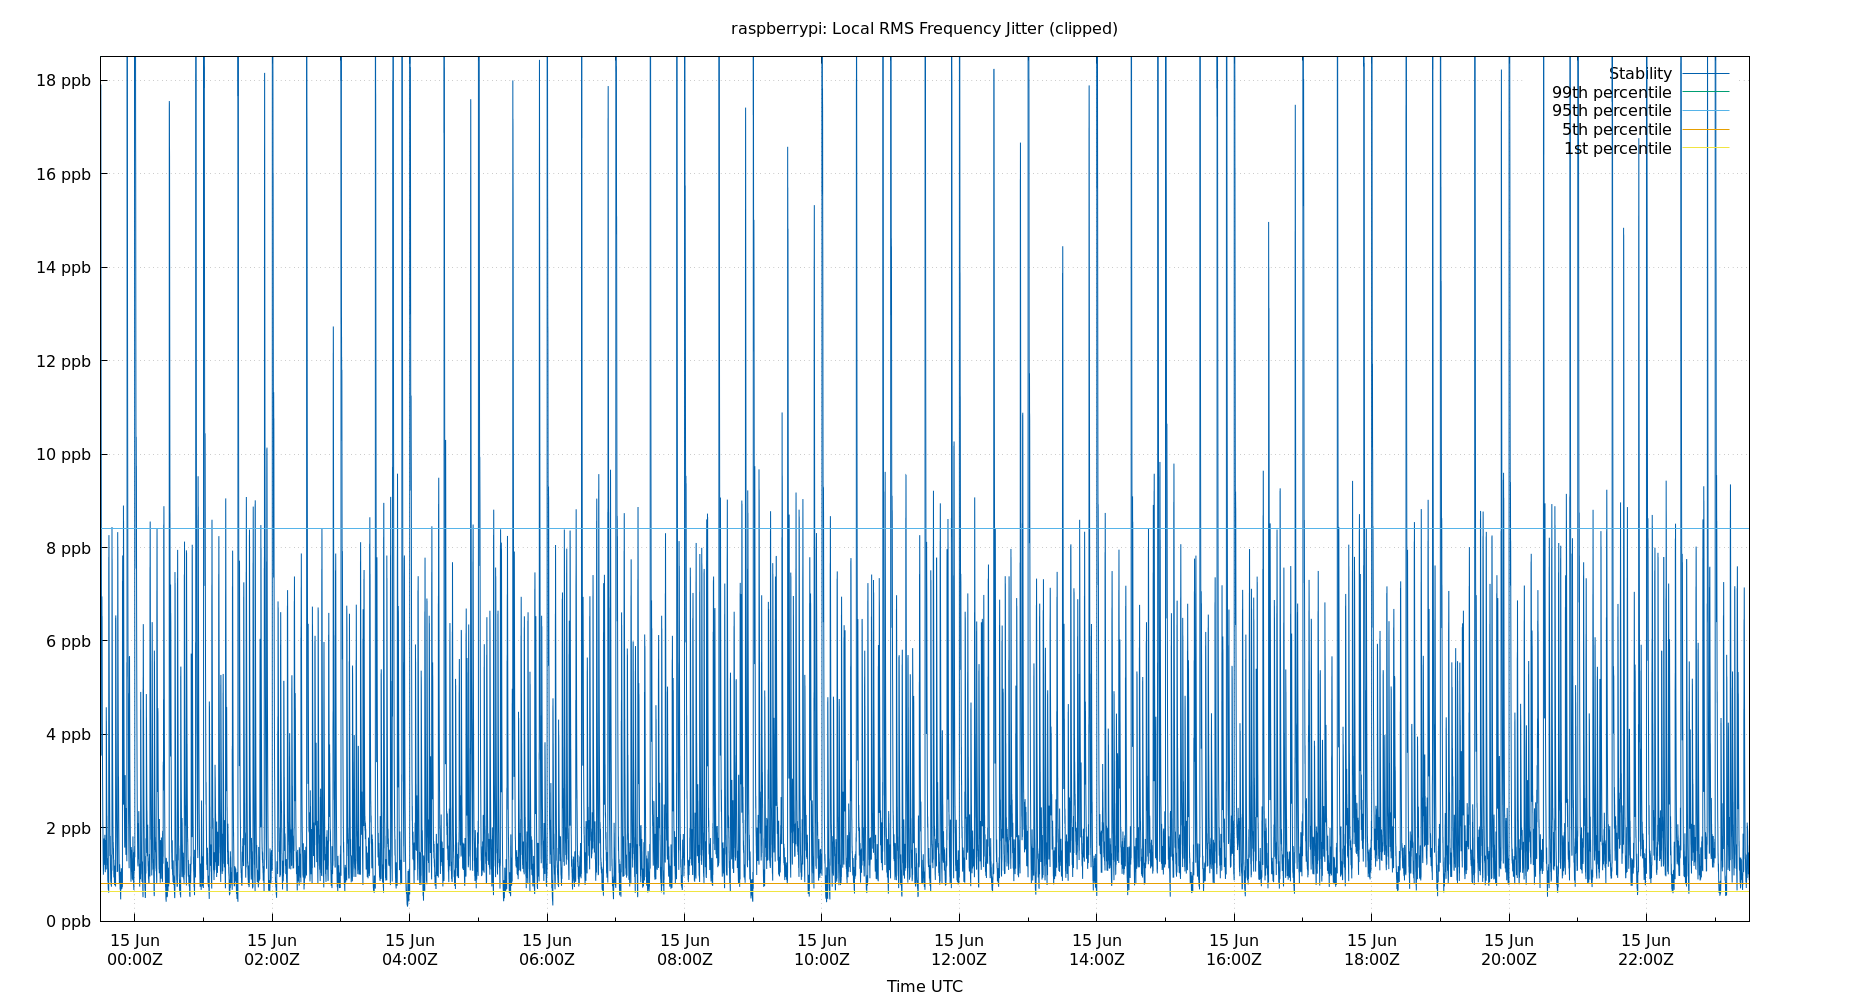 raspberrypi: Local RMS Frequency Jitter (clipped)
18 ppb
16 ppb
14 ppb
12 ppb
10 ppb
8 ppb
6 ppb
4 ppb
2 ppb
0 ppb
Stability
99th percentile
95th percentile
5th percentile
1st percentile
15 Jun 15 Jun 15 Jun 15 Jun 15 Jun 15 Jun 15 Jun 15 Jun 15 Jun 15 Jun 15 Jun 15 Jun
00:00Z 02:00Z 04:00Z 06:00Z 08:00Z 10:00Z 12:00Z 14:00Z 16:00Z 18:00Z 20:00Z 22:00Z
Time UTC